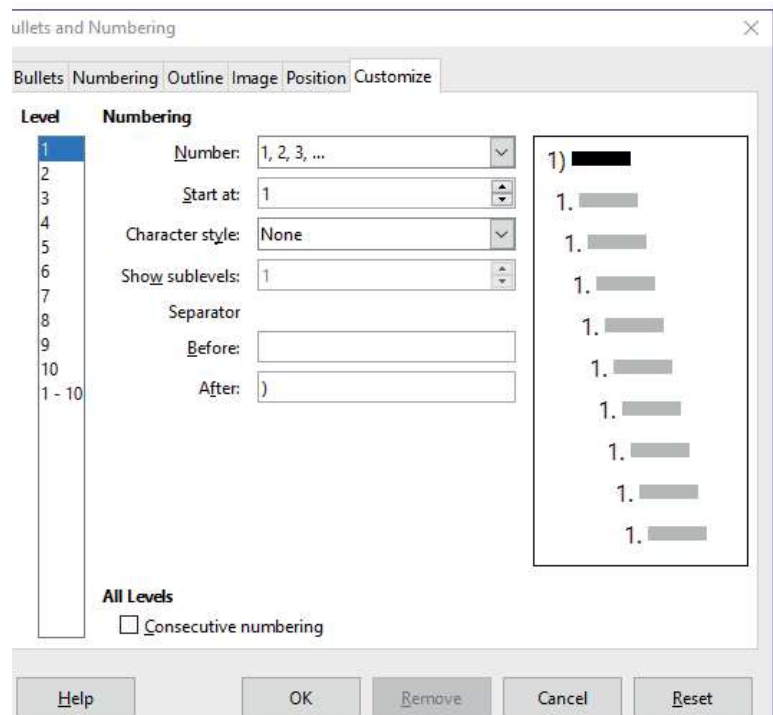 ullets and Numbering
Bullets Numbering Outline Image Position Customize
Level Numbering
1
2
3
4
5
6
7
8
9
10
1 - 10
Number: 1, 2, 3, ...
Start at: 1
Character style: None
Show sublevels: 1
Separator
Before:
After: )
1)
1.
1.
1.
1.
1.
1.
1.
1.
1.
All Levels
Consecutive numbering
Help OK Remove Cancel Reset